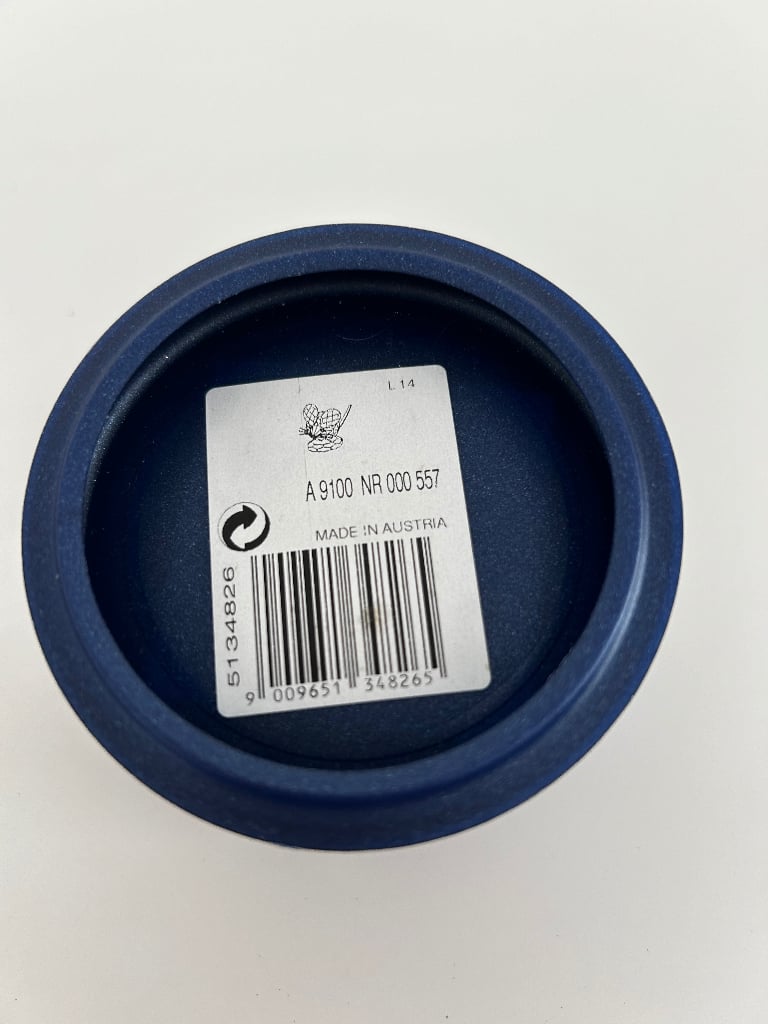 L 14
A 9100 NR 000 557
MADE IN AUSTRIA
5134826
9 009651 348265